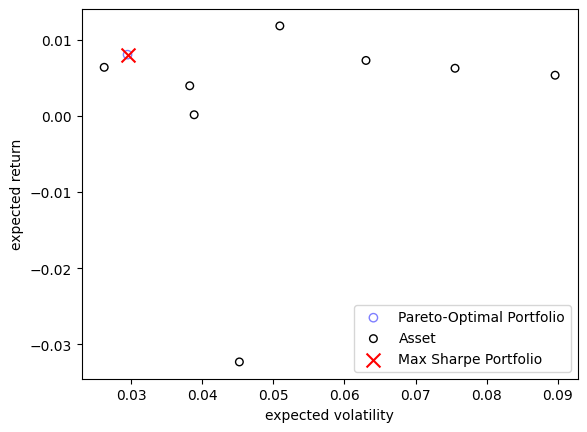 0.01
0.00
−0.01
−0.02
−0.03
expected return
0.03 0.04 0.05 0.06 0.07 0.08 0.09
expected volatility
Pareto-Optimal Portfolio
Asset
Max Sharpe Portfolio